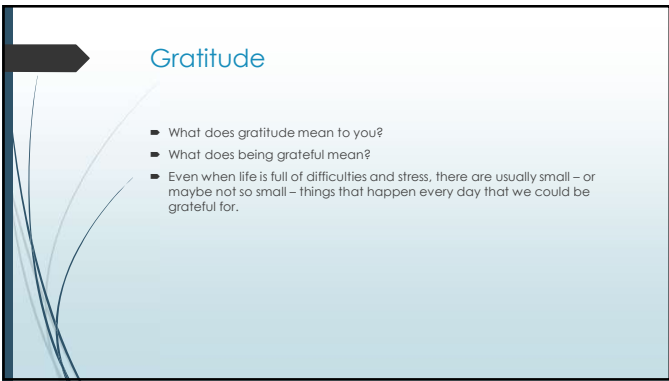 Gratitude
What does gratitude mean to you?
What does being grateful mean?
Even when life is full of difficulties and stress, there are usually small – or
maybe not so small – things that happen every day that we could be
grateful for.